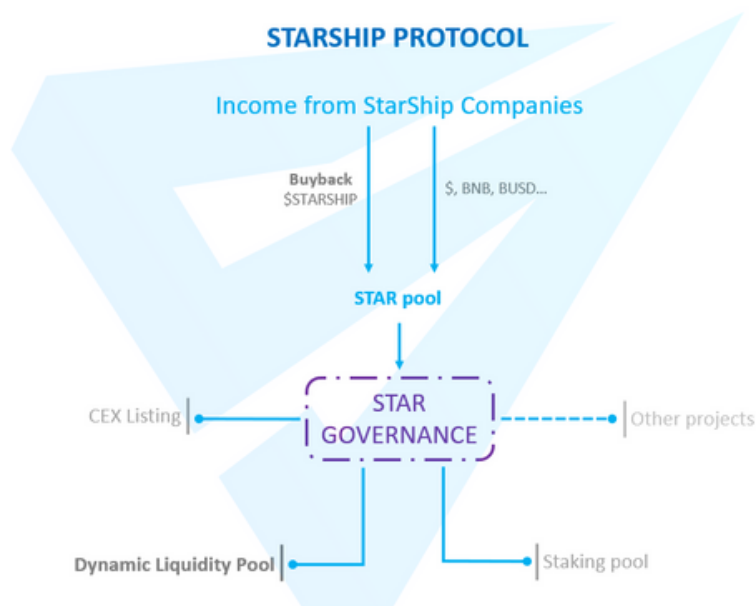 STARSHIP PROTOCOL
Income from StarShip Companies
Buyback
$STARSHIP
$, BNB, BUSD...
STAR pool
STAR
GOVERNANCE
CEX Listing
Other projects
Dynamic Liquidity Pool
Staking pool